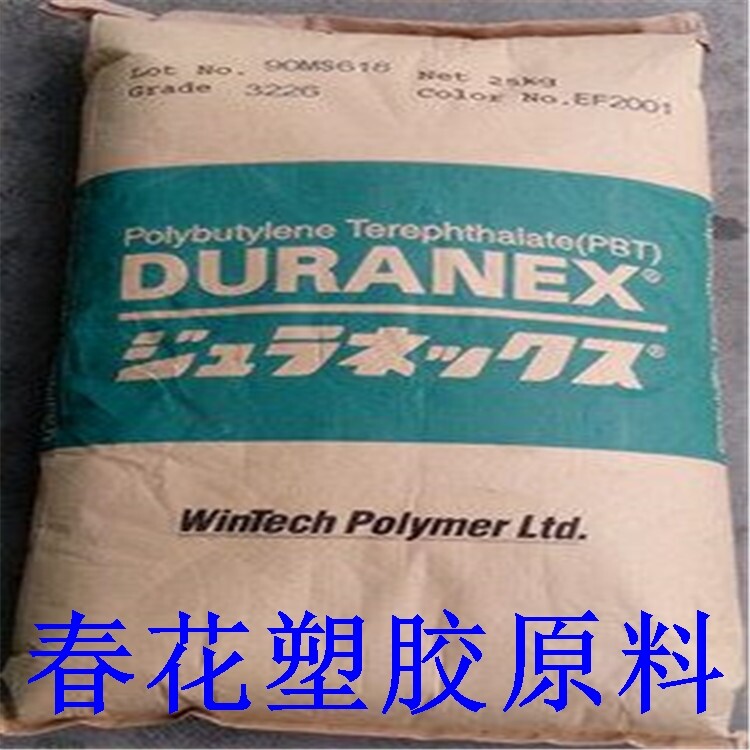 Lot No. 90MS618 Net 25Kg
Grade 3226 Color No. EF2001
Polybutylene Terephthalate(PBT)
DURANEX®
ジュラネックス®
WinTech Polymer Ltd.
春花塑胶原料